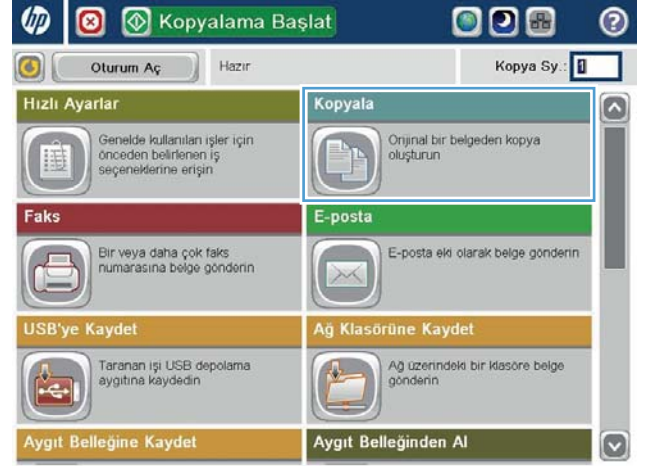 hp
Kopyalama Başlat
?
Oturum Aç
Hazır
Kopya Sy.: 1
Hızlı Ayarlar
Genelde kullanılan işler için
önceden belirlenen iş
seçeneklerine erişin
Kopyala
Orijinal bir belgeden kopya
oluşturun
Faks
Bir veya daha çok faks
numarasına belge gönderin
E-posta
E-posta eki olarak belge gönderin
USB'ye Kaydet
Taranan işi USB depolama
aygıtına kaydedin
Ağ Klasörüne Kaydet
Ağ üzerindeki bir klasöre belge
gönderin
Aygıt Belleğine Kaydet
Aygıt Belleğinden Al